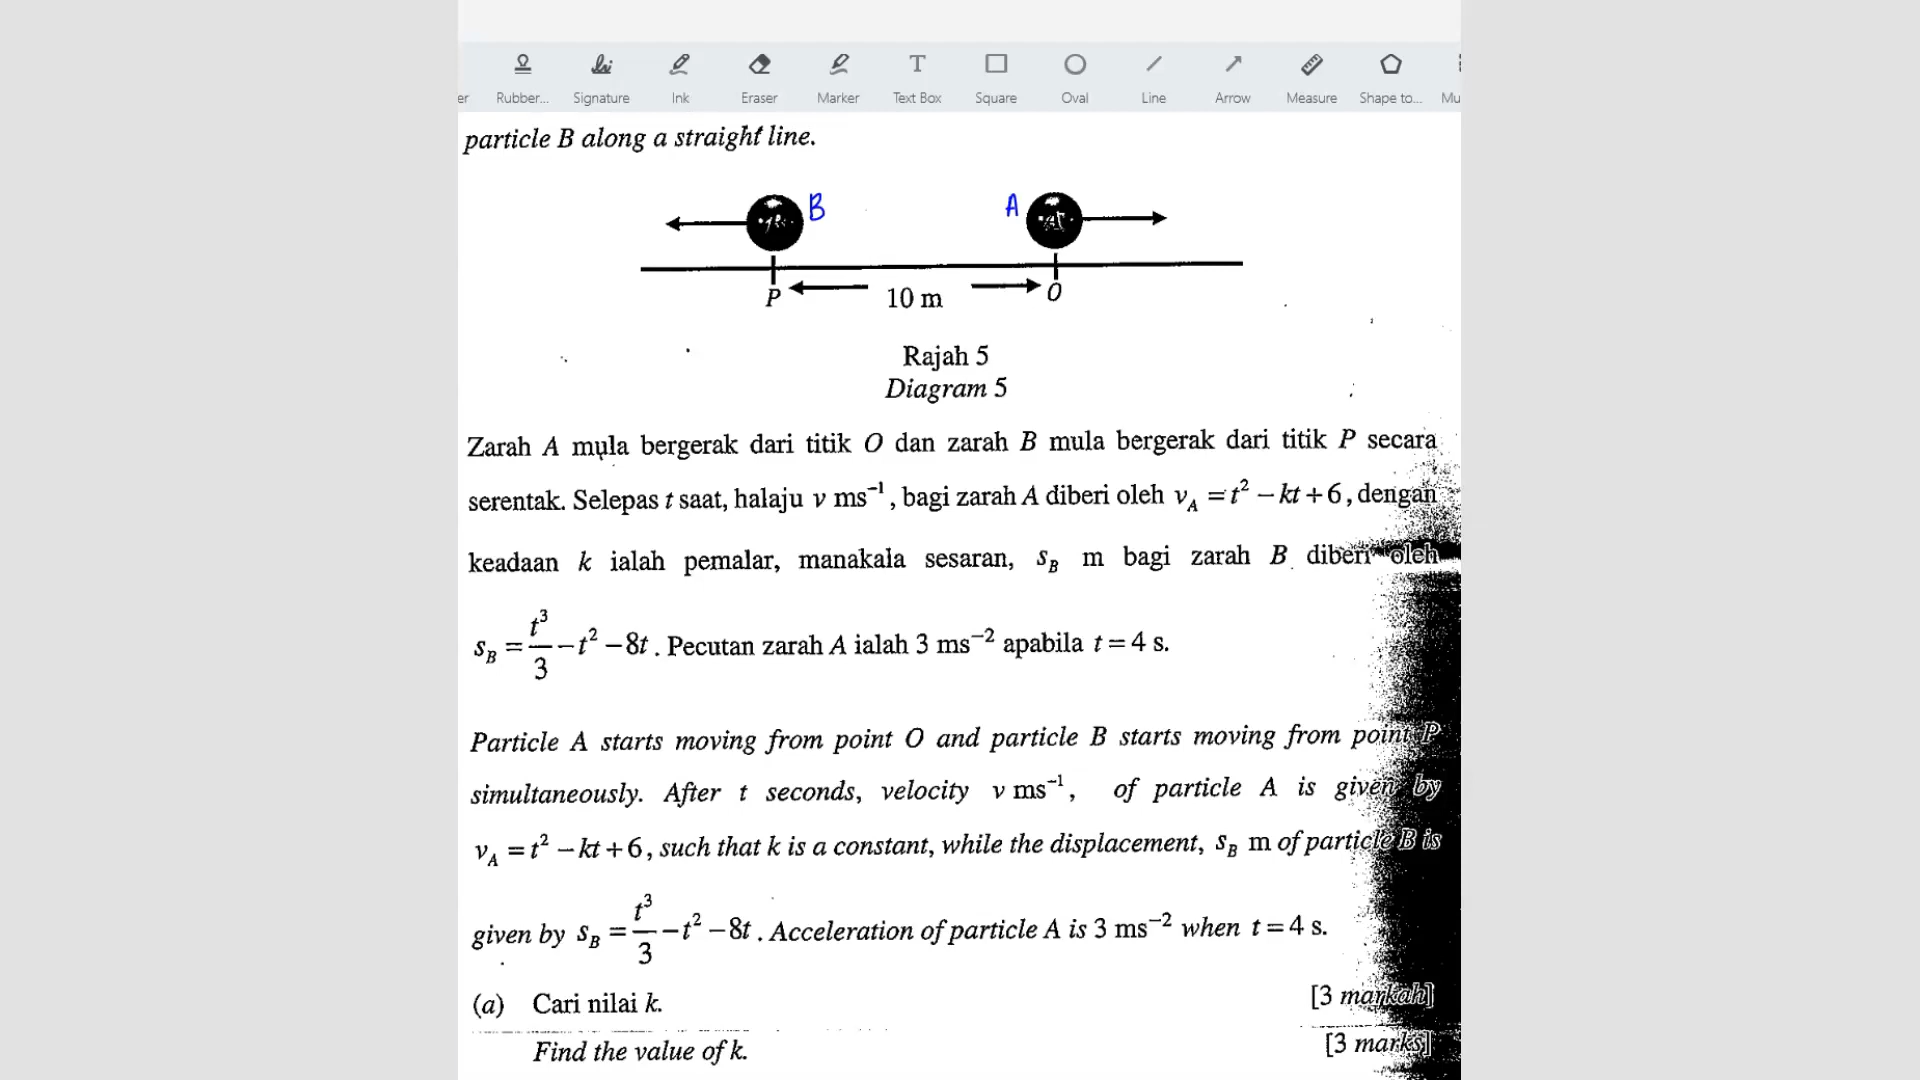 er Rubber... Signature Ink Eraser Marker Text Box Square Oval Line Arrow Measure Shape to... Mu
particle B along a straight line.
B A
P 10 m O
Rajah 5
Diagram 5
Zarah A mula bergerak dari titik O dan zarah B mula bergerak dari titik P secara
serentak. Selepas t saat, halaju v ms⁻¹, bagi zarah A diberi oleh v_A = t² − kt + 6, dengan
keadaan k ialah pemalar, manakala sesaran, s_B m bagi zarah B diberi oleh
s_B = t³/3 − t² − 8t. Pecutan zarah A ialah 3 ms⁻² apabila t = 4 s.
Particle A starts moving from point O and particle B starts moving from point P
simultaneously. After t seconds, velocity v ms⁻¹, of particle A is given by
v_A = t² − kt + 6, such that k is a constant, while the displacement, s_B m of particle B is
given by s_B = t³/3 − t² − 8t. Acceleration of particle A is 3 ms⁻² when t = 4 s.
(a) Cari nilai k. [3 markah]
Find the value of k. [3 marks]